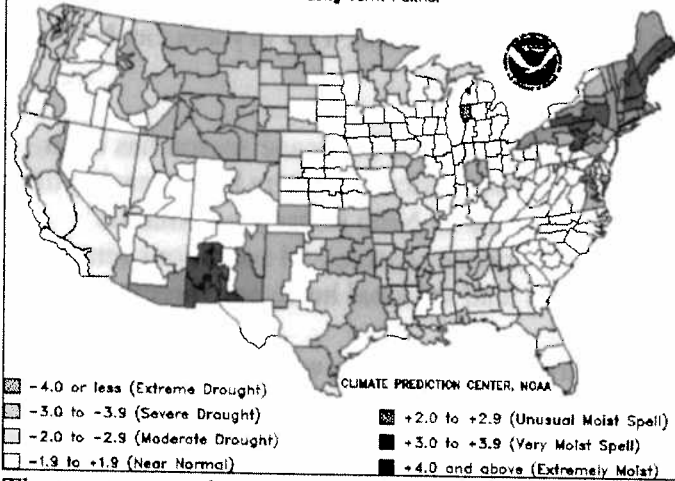 CLIMATE PREDICTION CENTER, NOAA
-4.0 or less (Extreme Drought)
-3.0 to -3.9 (Severe Drought)
-2.0 to -2.9 (Moderate Drought)
-1.9 to +1.9 (Near Normal)
+2.0 to +2.9 (Unusual Moist Spell)
+3.0 to +3.9 (Very Moist Spell)
+4.0 and above (Extremely Moist)